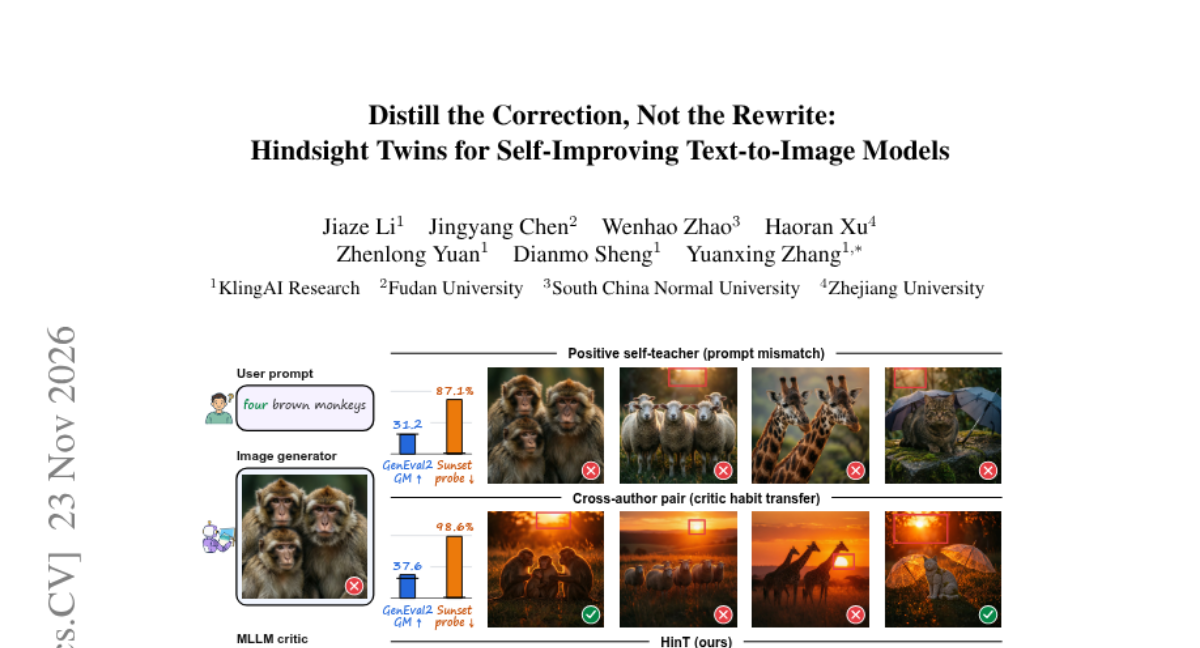 Distill the Correction, Not the Rewrite:
Hindsight Twins for Self-Improving Text-to-Image Models
Jiaze Li1 Jingyang Chen2 Wenhao Zhao3 Haoran Xu4
Zhenlong Yuan1 Dianmo Sheng1 Yuanxing Zhang1,*
1KlingAI Research 2Fudan University 3South China Normal University 4Zhejiang University
cs.CV] 23 Nov 2026
User prompt
four brown monkeys
Image generator
MLLM critic
Positive self-teacher (prompt mismatch)
87.1%
31.2
GenEval2 Sunset
GM ↑ probe ↓
Cross-author pair (critic habit transfer)
98.6%
37.6
GenEval2 Sunset
GM ↑ probe ↓
HinT (ours)